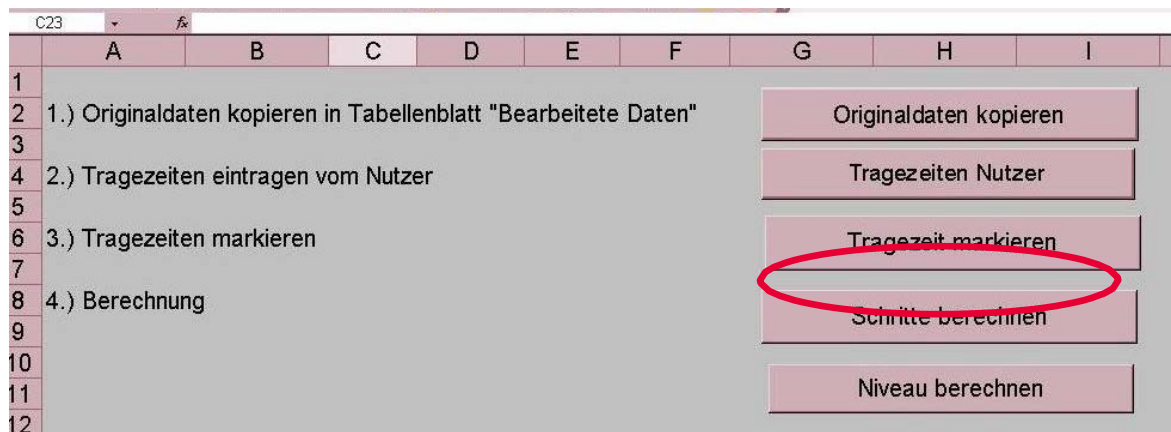 C23 fx
A B C D E F G H I
1
2 1.) Originaldaten kopieren in Tabellenblatt "Bearbeitete Daten" Originaldaten kopieren
3
4 2.) Tragezeiten eintragen vom Nutzer Tragezeiten Nutzer
5
6 3.) Tragezeiten markieren Tragezeit markieren
7
8 4.) Berechnung Schritte berechnen
9
10
11 Niveau berechnen
12